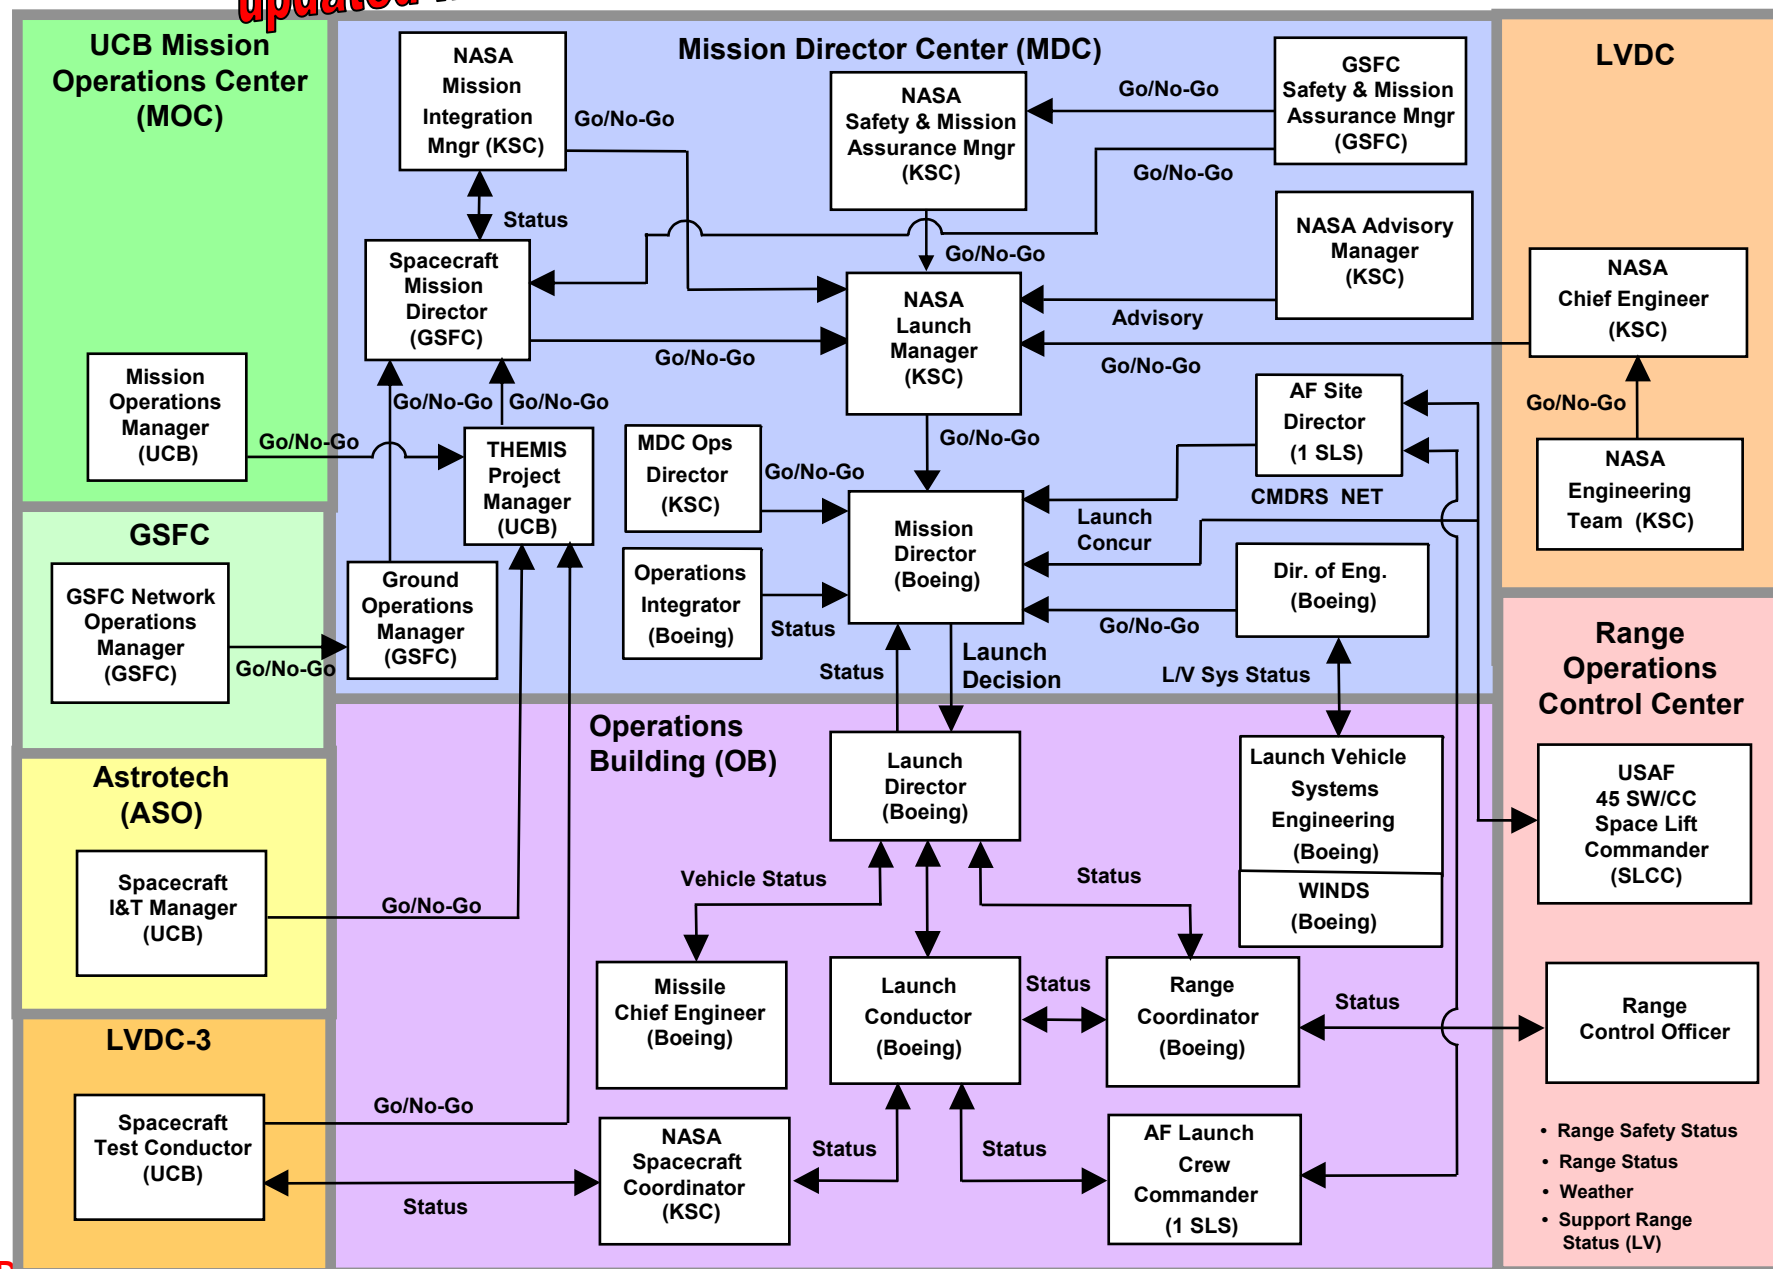 updated
UCB Mission
Operations Center
(MOC)
Mission Director Center (MDC)
LVDC
NASA
Mission
Integration
Mngr (KSC)
Go/No-Go
NASA
Safety & Mission
Assurance Mngr
(KSC)
Go/No-Go
GSFC
Safety & Mission
Assurance Mngr
(GSFC)
Go/No-Go
Status
NASA Advisory
Manager
(KSC)
Spacecraft
Mission
Director
(GSFC)
Go/No-Go
NASA
Launch
Manager
(KSC)
Advisory
NASA
Chief Engineer
(KSC)
Go/No-Go
Go/No-Go
Mission
Operations
Manager
(UCB)
Go/No-Go
Go/No-Go
Go/No-Go
AF Site
Director
(1 SLS)
Go/No-Go
Go/No-Go
THEMIS
Project
Manager
(UCB)
MDC Ops
Director
(KSC)
Go/No-Go
Go/No-Go
CMDRS NET
NASA
Engineering
Team (KSC)
Mission
Director
(Boeing)
Launch
Concur
GSFC
GSFC Network
Operations
Manager
(GSFC)
Go/No-Go
Ground
Operations
Manager
(GSFC)
Operations
Integrator
(Boeing)
Status
Dir. of Eng.
(Boeing)
Go/No-Go
Status
Launch
Decision
L/V Sys Status
Range
Operations
Control Center
Operations
Building (OB)
Astrotech
(ASO)
Launch
Director
(Boeing)
Launch Vehicle
Systems
Engineering
(Boeing)
WINDS
(Boeing)
USAF
45 SW/CC
Space Lift
Commander
(SLCC)
Spacecraft
I&T Manager
(UCB)
Go/No-Go
Vehicle Status
Status
Missile
Chief Engineer
(Boeing)
Launch
Conductor
(Boeing)
Status
Range
Coordinator
(Boeing)
Status
Range
Control Officer
LVDC-3
Spacecraft
Test Conductor
(UCB)
Go/No-Go
Status
NASA
Spacecraft
Coordinator
(KSC)
Status
Status
AF Launch
Crew
Commander
(1 SLS)
• Range Safety Status
• Range Status
• Weather
• Support Range
Status (LV)